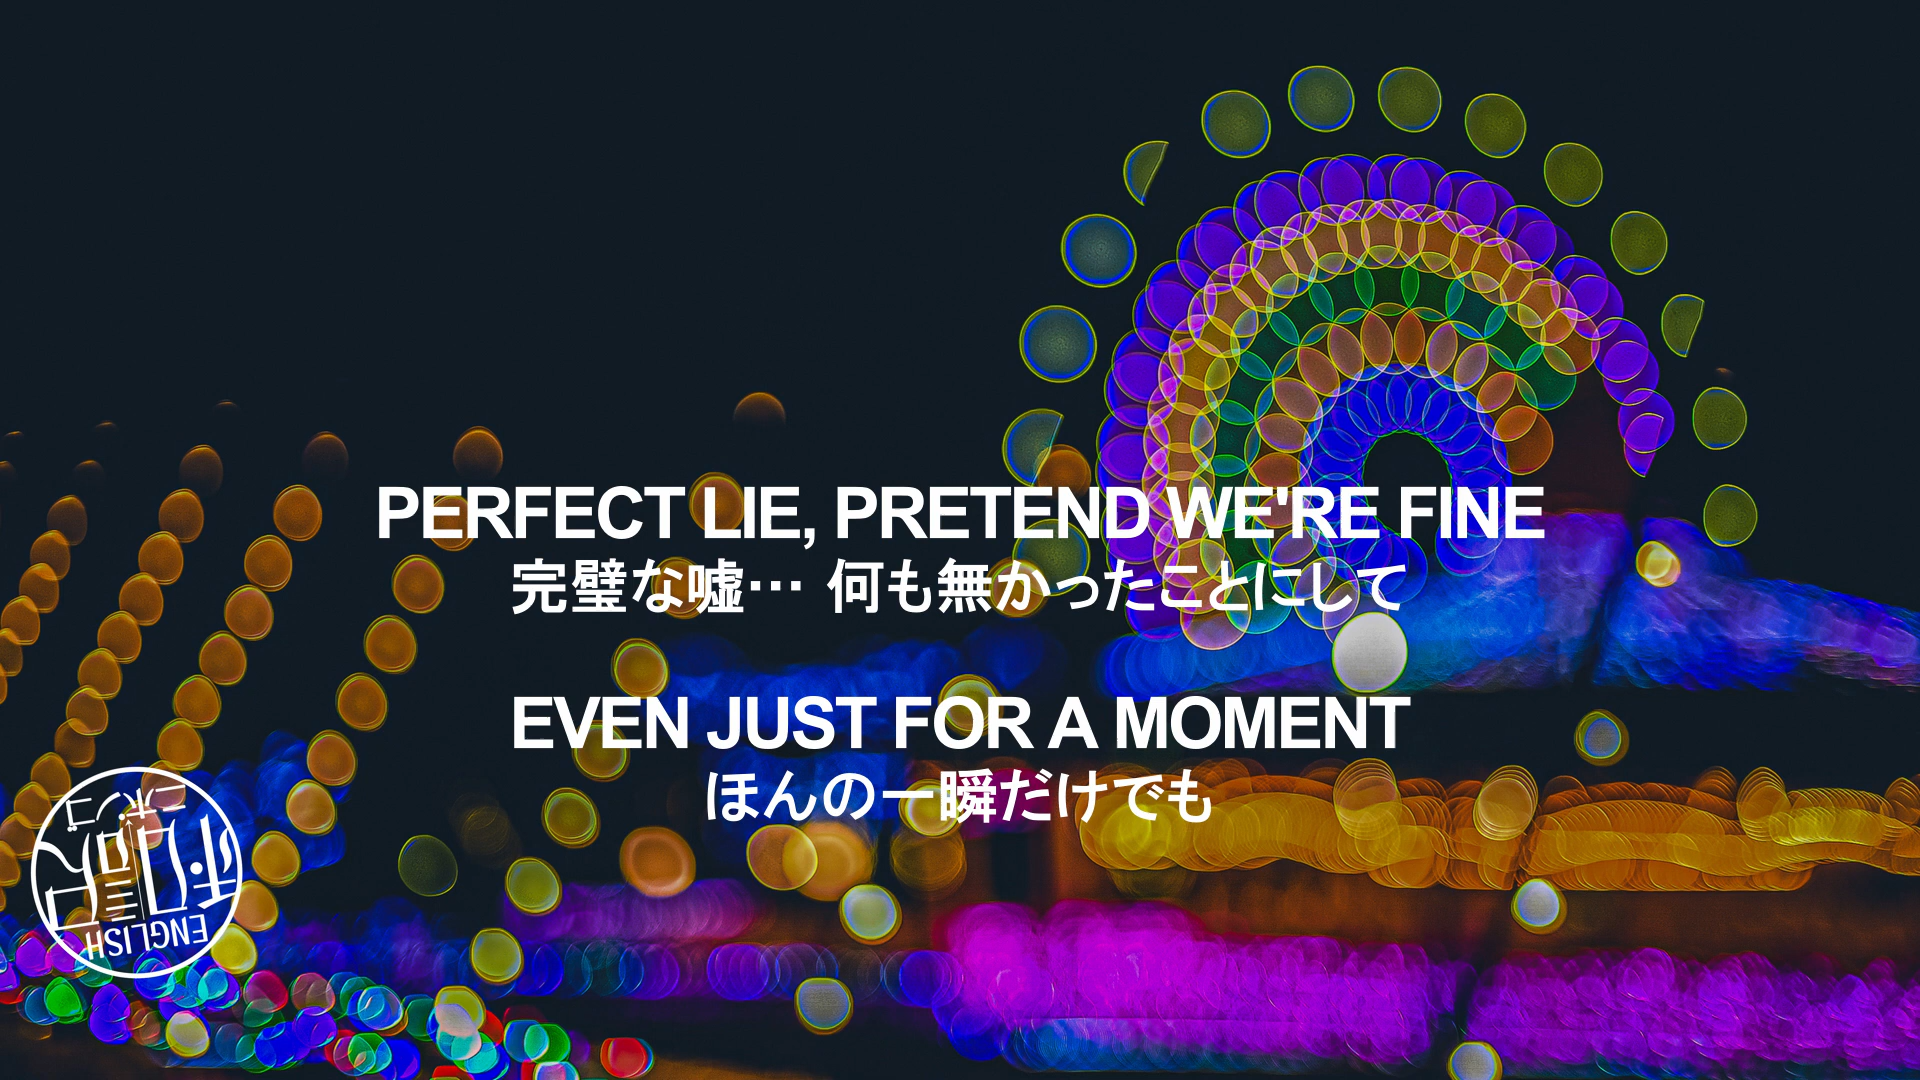 PERFECT LIE, PRETEND WE'RE FINE
完璧な嘘… 何も無かったことにして
EVEN JUST FOR A MOMENT
ほんの一瞬だけでも
ENGLISH